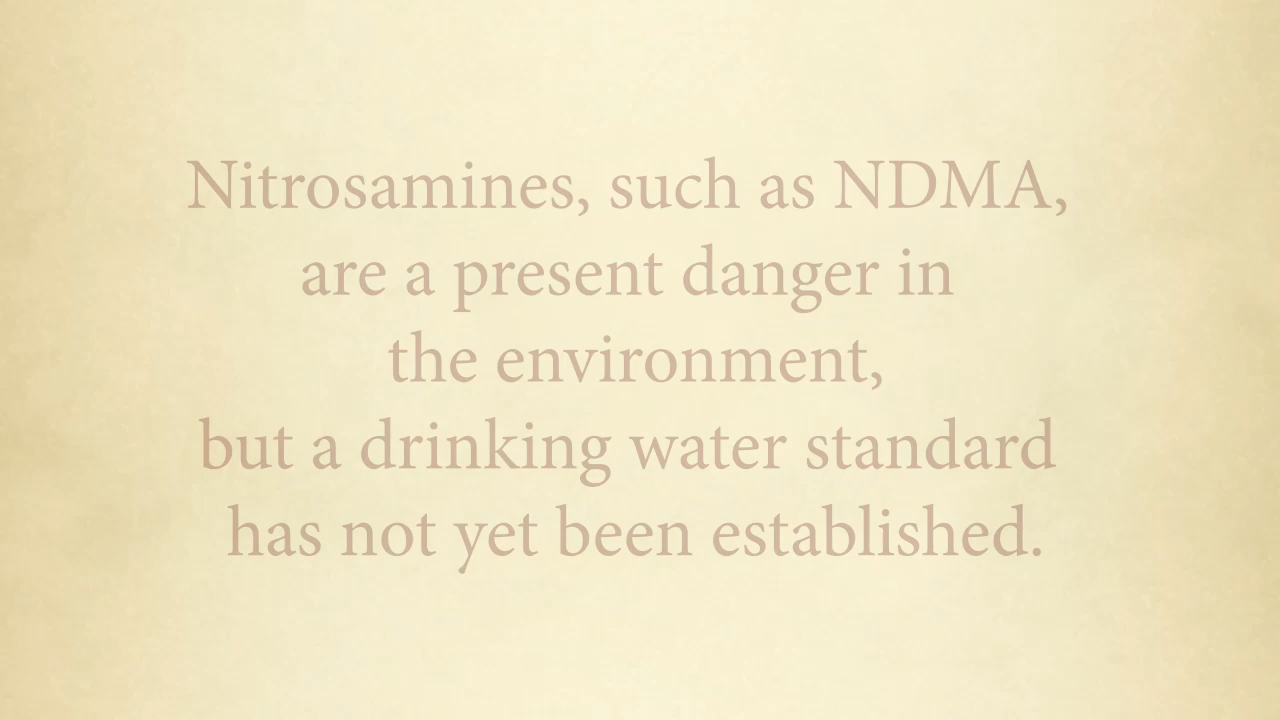 Nitrosamines, such as NDMA,
are a present danger in
the environment,
but a drinking water standard
has not yet been established.